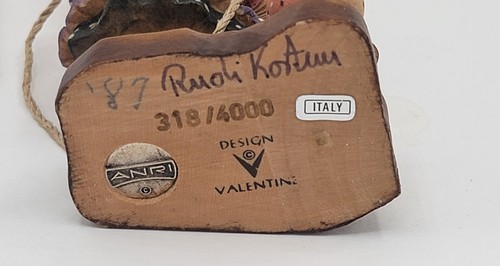 '87 Rudi Kostner
318/4000
ITALY
DESIGN
©
VALENTINE
ANRI
©